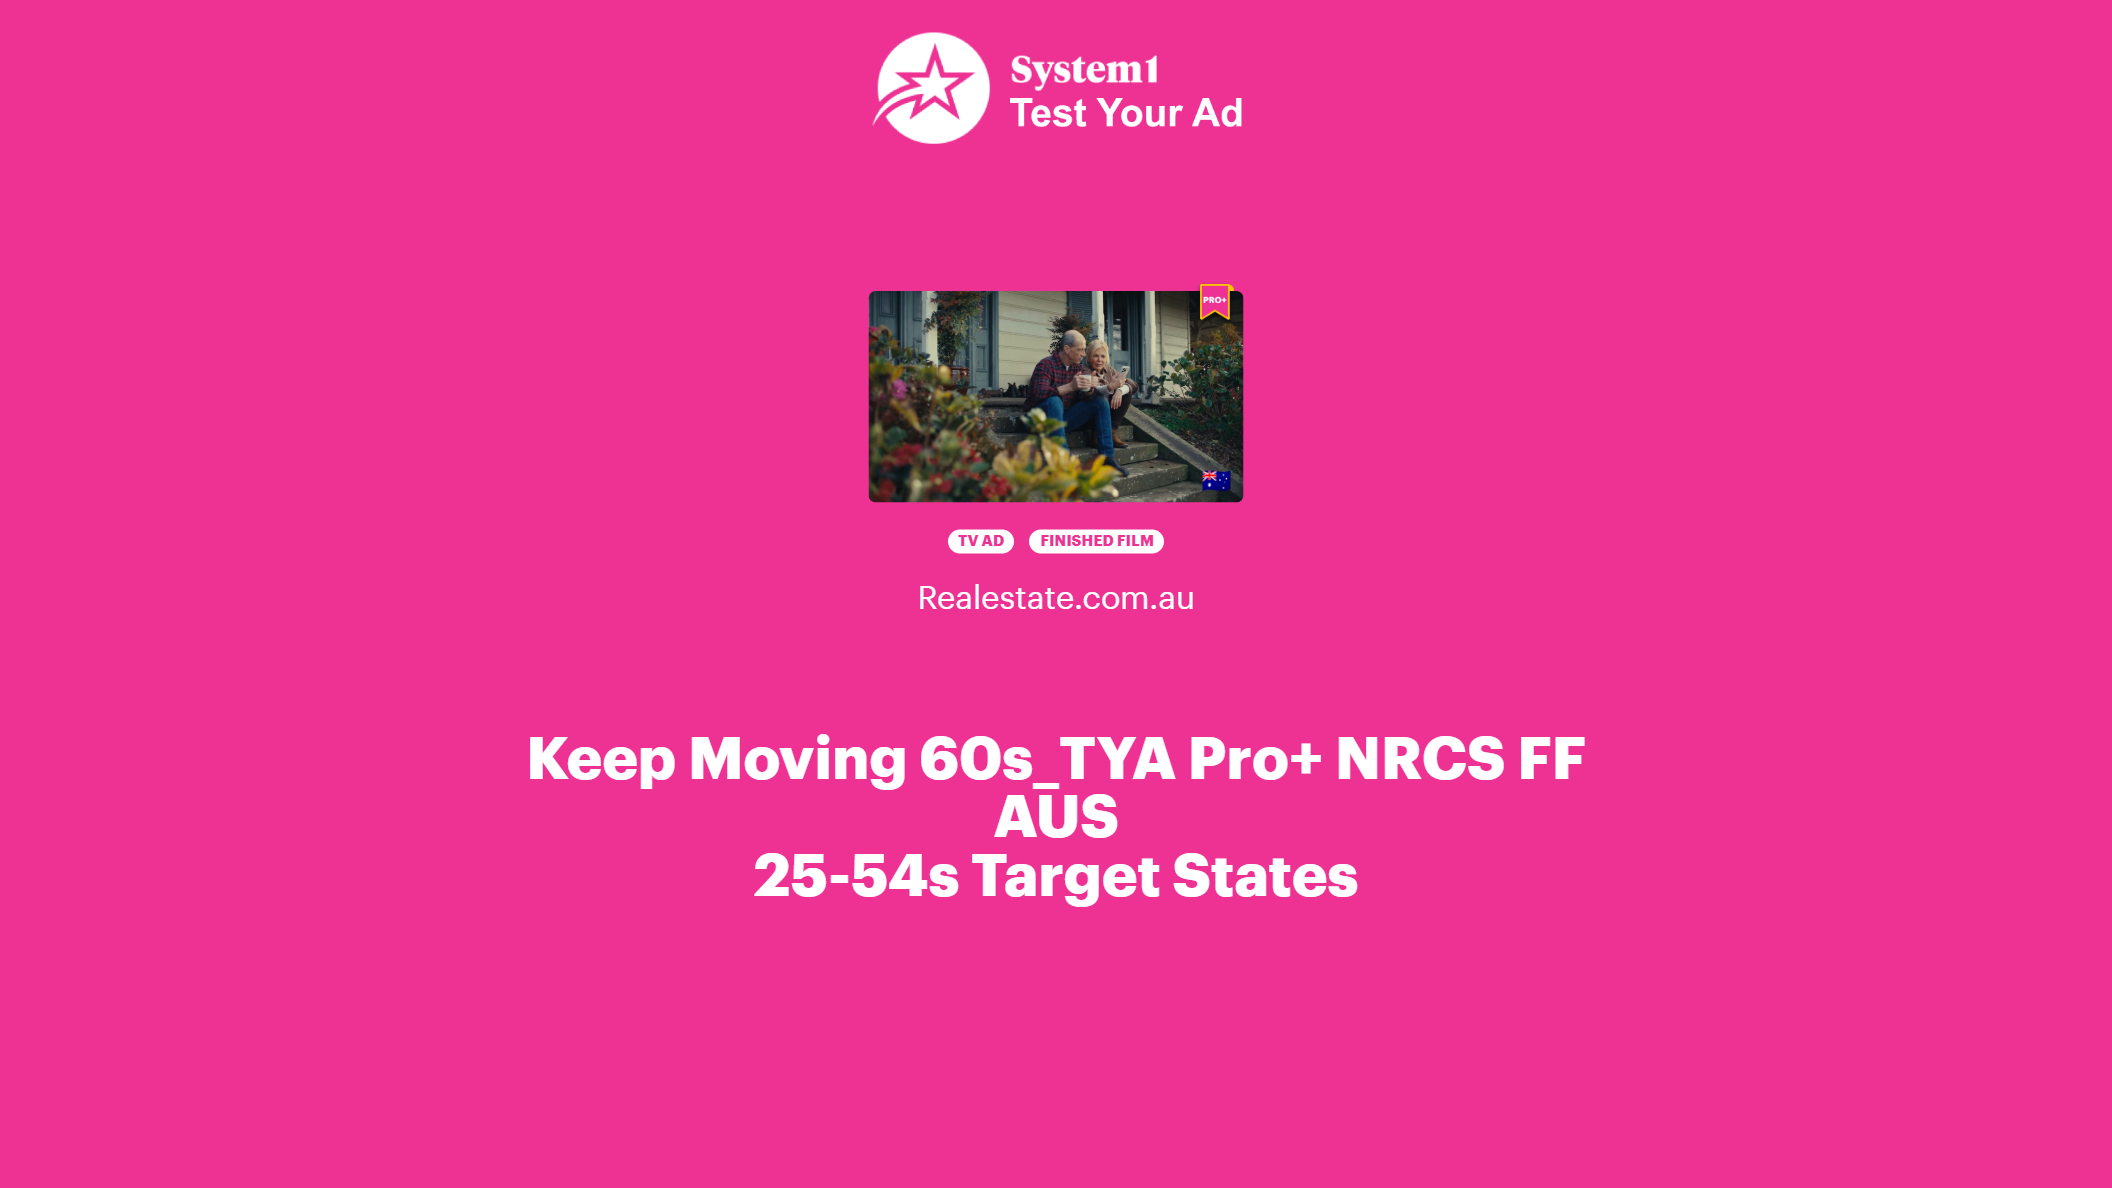 System1
Test Your Ad
PRO+
TV AD
FINISHED FILM
Realestate.com.au
Keep Moving 60s_TYA Pro+ NRCS FF
AUS
25-54s Target States